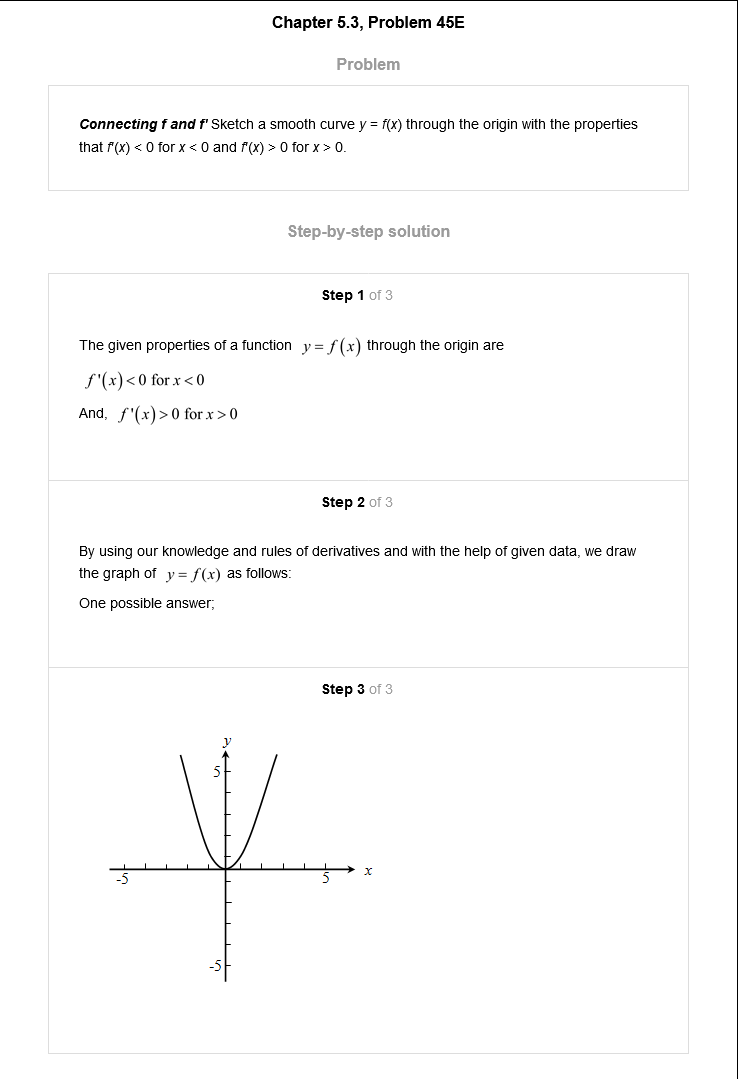 Chapter 5.3, Problem 45E
Problem
Connecting f and f' Sketch a smooth curve y = f(x) through the origin with the properties
that f'(x) < 0 for x < 0 and f'(x) > 0 for x > 0.
Step-by-step solution
Step 1 of 3
The given properties of a function y = f(x) through the origin are
f'(x) < 0 for x < 0
And, f'(x) > 0 for x > 0
Step 2 of 3
By using our knowledge and rules of derivatives and with the help of given data, we draw
the graph of y = f(x) as follows:
One possible answer;
Step 3 of 3
y
5
x
-5
5
-5